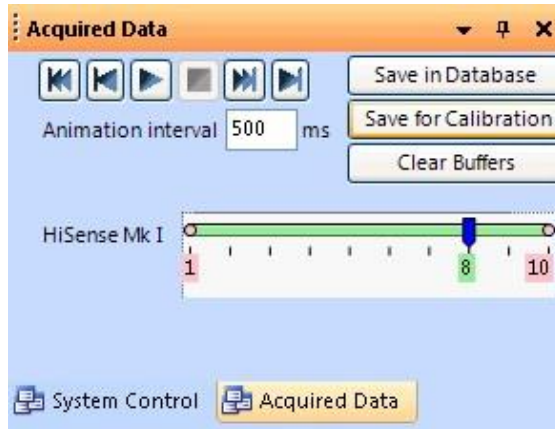 Acquired Data
Save in Database
Animation interval 500 ms
Save for Calibration
Clear Buffers
HiSense Mk I
1 8 10
System Control Acquired Data